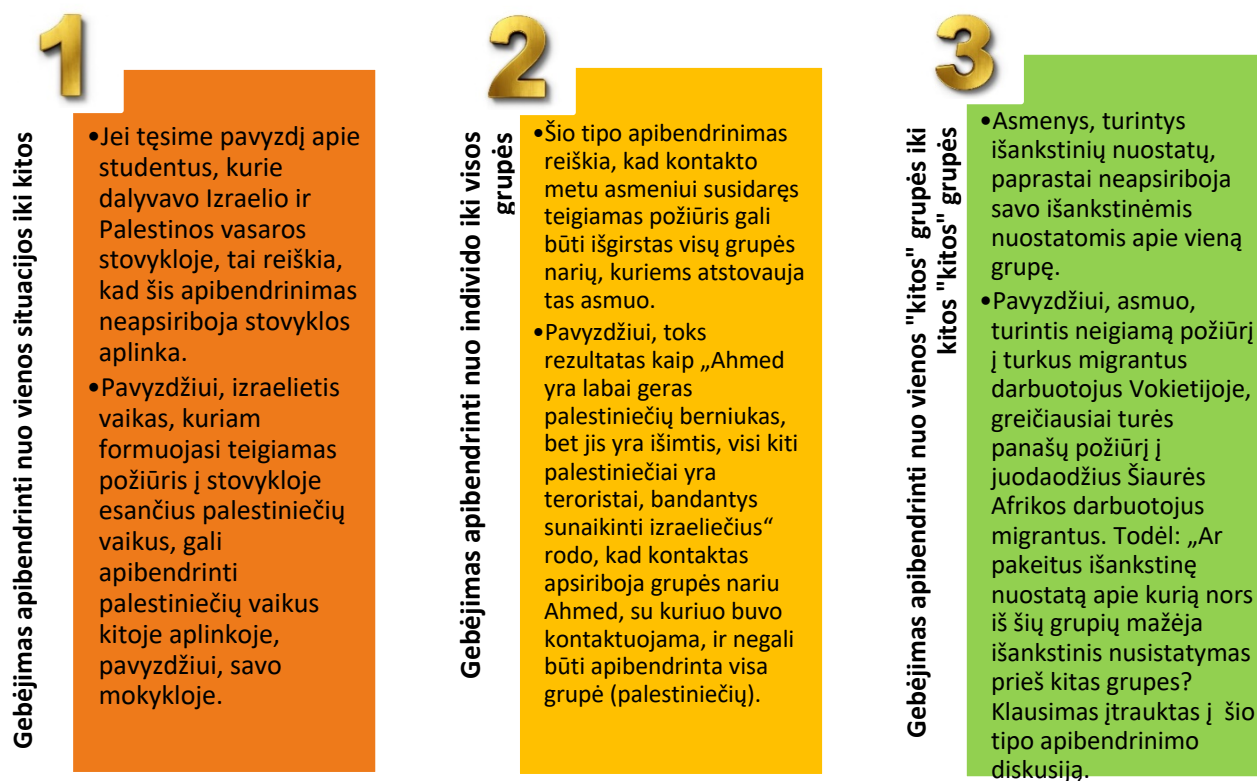 1
Gebėjimas apibendrinti nuo vienos situacijos iki kitos
•Jei tęsime pavyzdį apie
studentus, kurie
dalyvavo Izraelio ir
Palestinos vasaros
stovykloje, tai reiškia,
kad šis apibendrinimas
neapsiriboja stovyklos
aplinka.
•Pavyzdžiui, izraelietis
vaikas, kuriam
formuojasi teigiamas
požiūris į stovykloje
esančius palestiniečių
vaikus, gali
apibendrinti
palestiniečių vaikus
kitoje aplinkoje,
pavyzdžiui, savo
mokykloje.
2
Gebėjimas apibendrinti nuo individo iki visos
grupės
•Šio tipo apibendrinimas
reiškia, kad kontakto
metu asmeniui susidaręs
teigiamas požiūris gali
būti išgirstas visų grupės
narių, kuriems atstovauja
tas asmuo.
•Pavyzdžiui, toks
rezultatas kaip „Ahmed
yra labai geras
palestiniečių berniukas,
bet jis yra išimtis, visi kiti
palestiniečiai yra
teroristai, bandantys
sunaikinti izraeliečius“
rodo, kad kontaktas
apsiriboja grupės nariu
Ahmed, su kuriuo buvo
kontaktuojama, ir negali
būti apibendrinta visa
grupė (palestiniečių).
3
Gebėjimas apibendrinti nuo vienos "kitos" grupės iki
kitos "kitos" grupės
•Asmenys, turintys
išankstinių nuostatų,
paprastai neapsiriboja
savo išankstinėmis
nuostatomis apie vieną
grupę.
•Pavyzdžiui, asmuo,
turintis neigiamą požiūrį
į turkus migrantus
darbuotojus Vokietijoje,
greičiausiai turės
panašų požiūrį į
juodaodžius Šiaurės
Afrikos darbuotojus
migrantus. Todėl: „Ar
pakeitus išankstinę
nuostatą apie kurią nors
iš šių grupių mažėja
išankstinis nusistatymas
prieš kitas grupes?
Klausimas įtrauktas į šio
tipo apibendrinimo
diskusiją.